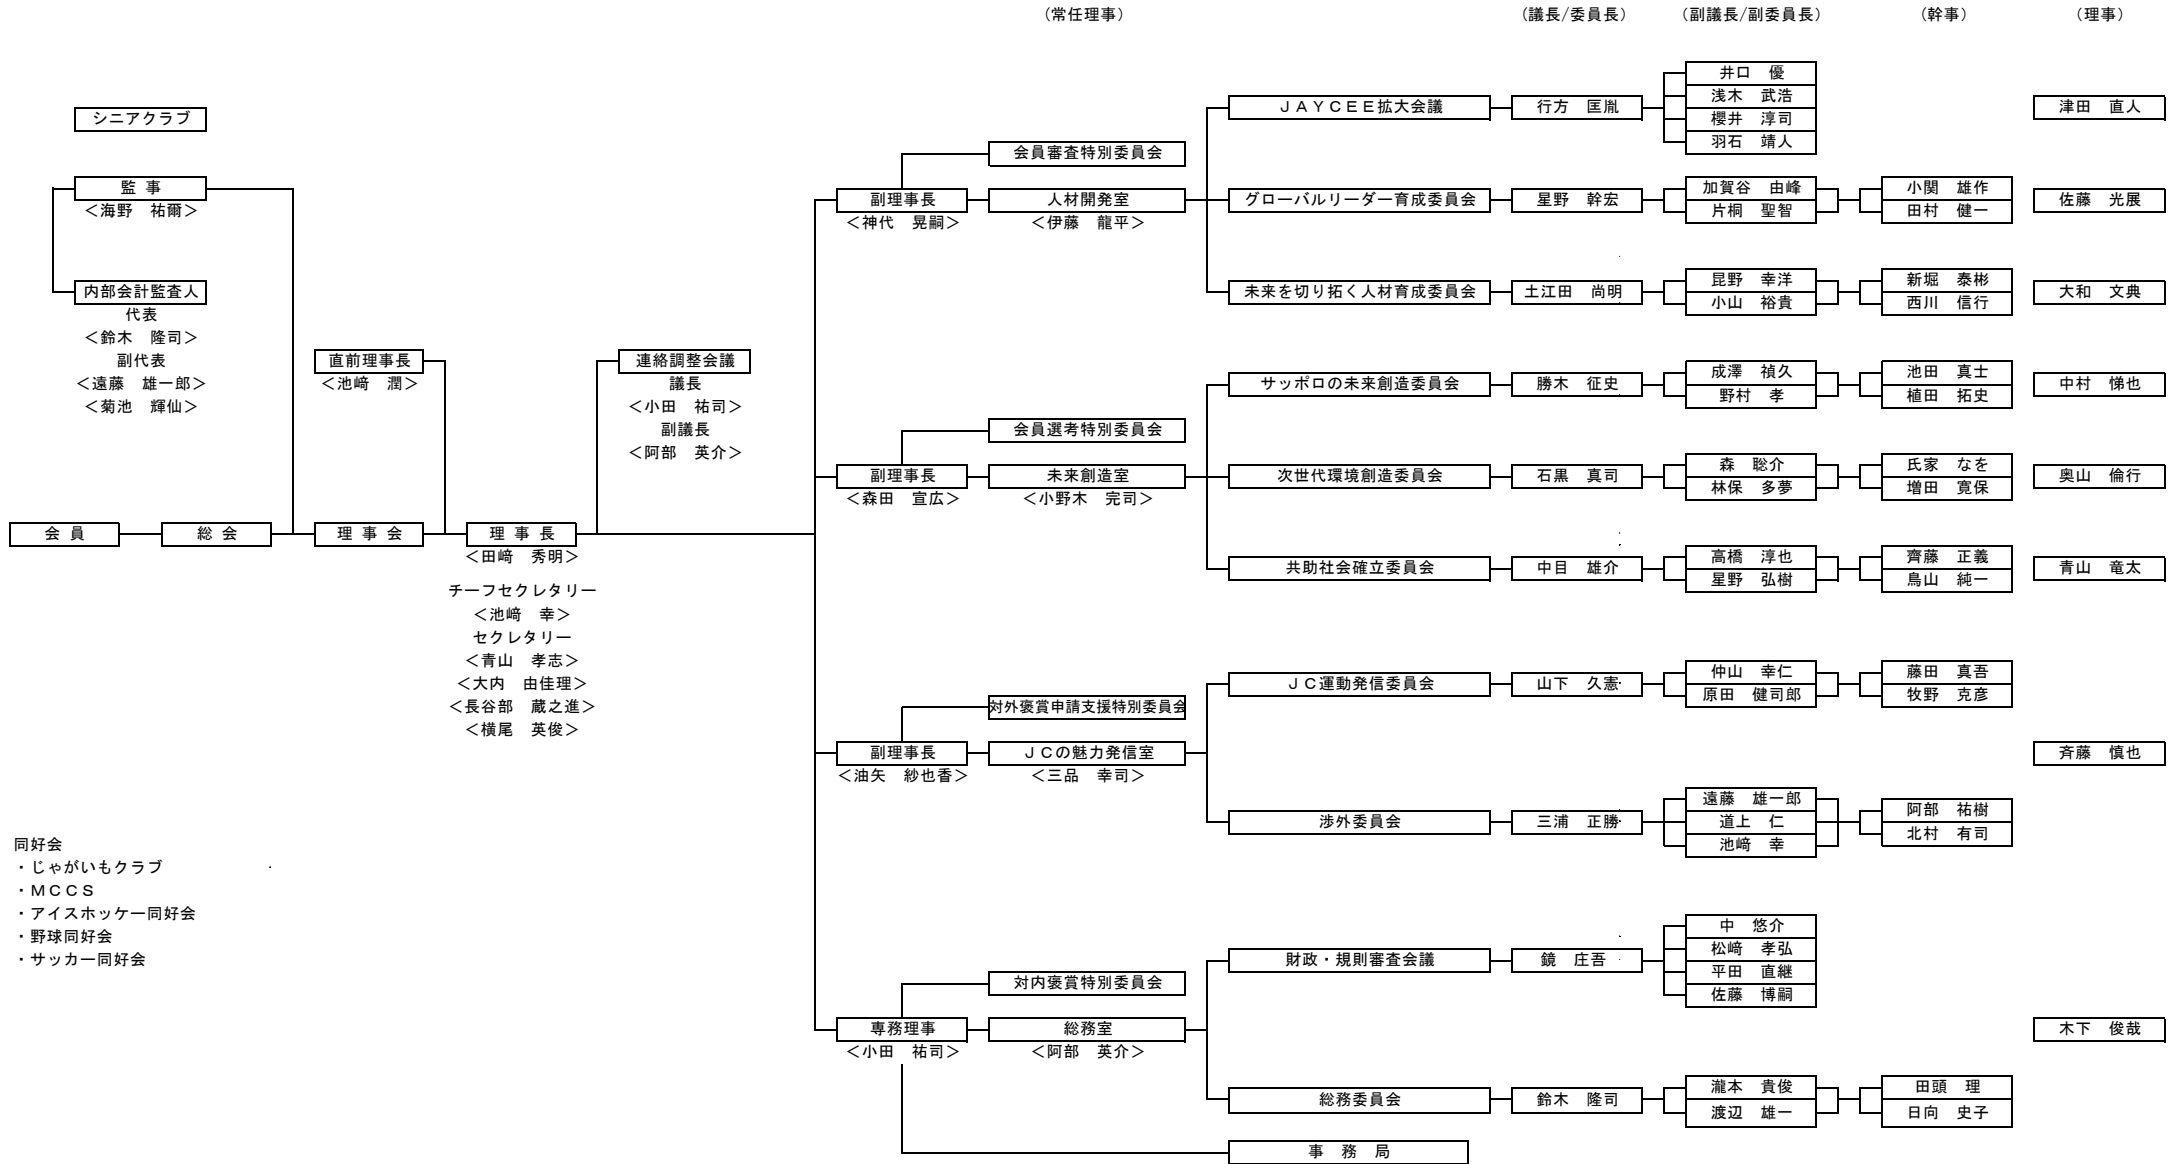 (常任理事)
(議長/委員長)
(副議長/副委員長)
(幹事)
(理事)
シニアクラブ
監 事
<海野　祐爾>
内部会計監査人
代表
<鈴木　隆司>
副代表
<遠藤　雄一郎>
<菊池　輝仙>
直前理事長
<池﨑　潤>
連絡調整会議
議長
<小田　祐司>
副議長
<阿部　英介>
会 員
総 会
理 事 会
理 事 長
<田﨑　秀明>
チーフセクレタリー
<池﨑　幸>
セクレタリー
<青山　孝志>
<大内　由佳理>
<長谷部　蔵之進>
<横尾　英俊>
会員審査特別委員会
副理事長
<神代　晃嗣>
人材開発室
<伊藤　龍平>
ＪＡＹＣＥＥ拡大会議
行方　匡胤
井口　優
浅木　武浩
櫻井　淳司
羽石　靖人
津田　直人
グローバルリーダー育成委員会
星野　幹宏
加賀谷　由峰
片桐　聖智
小関　雄作
田村　健一
佐藤　光展
未来を切り拓く人材育成委員会
土江田　尚明
昆野　幸洋
小山　裕貴
新堀　泰彬
西川　信行
大和　文典
会員選考特別委員会
副理事長
<森田　宣広>
未来創造室
<小野木　完司>
サッポロの未来創造委員会
勝木　征史
成澤　禎久
野村　孝
池田　真士
植田　拓史
中村　悌也
次世代環境創造委員会
石黒　真司
森　聡介
林保　多夢
氏家　なを
増田　寛保
奥山　倫行
共助社会確立委員会
中目　雄介
高橋　淳也
星野　弘樹
齊藤　正義
鳥山　純一
青山　竜太
対外褒賞申請支援特別委員会
副理事長
<油矢　紗也香>
ＪＣの魅力発信室
<三品　幸司>
ＪＣ運動発信委員会
山下　久憲
仲山　幸仁
原田　健司郎
藤田　真吾
牧野　克彦
斉藤　慎也
渉外委員会
三浦　正勝
遠藤　雄一郎
道上　仁
池﨑　幸
阿部　祐樹
北村　有司
対内褒賞特別委員会
専務理事
<小田　祐司>
総務室
<阿部　英介>
財政・規則審査会議
鏡　庄吾
中　悠介
松﨑　孝弘
平田　直継
佐藤　博嗣
木下　俊哉
総務委員会
鈴木　隆司
瀧本　貴俊
渡辺　雄一
田頭　理
日向　史子
事　務　局
同好会
・じゃがいもクラブ
・ＭＣＣＳ
・アイスホッケー同好会
・野球同好会
・サッカー同好会